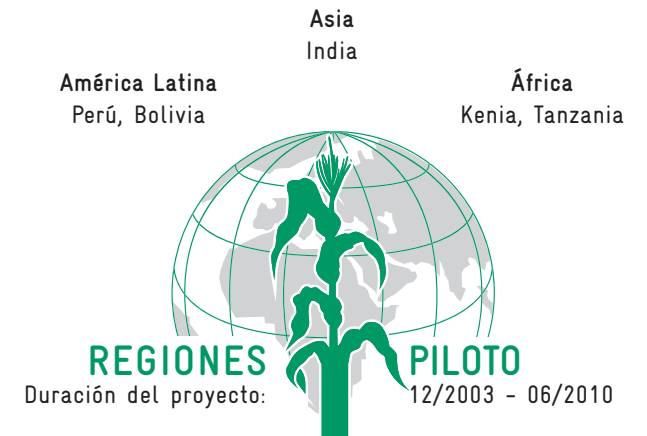 Asia
India
América Latina
Perú, Bolivia
África
Kenia, Tanzania
REGIONES PILOTO
Duración del proyecto: 12/2003 - 06/2010